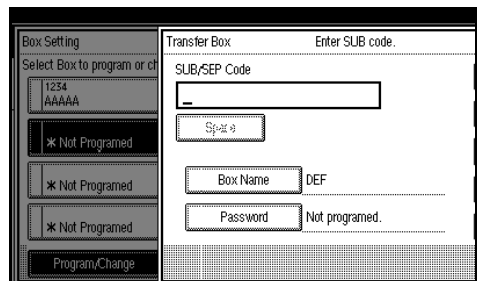 Box Setting
Select Box to program or ch
1234
AAAAA
* Not Programed
* Not Programed
* Not Programed
Program/Change
Transfer Box
Enter SUB code.
SUB/SEP Code
_
Space
Box Name
DEF
Password
Not programed.